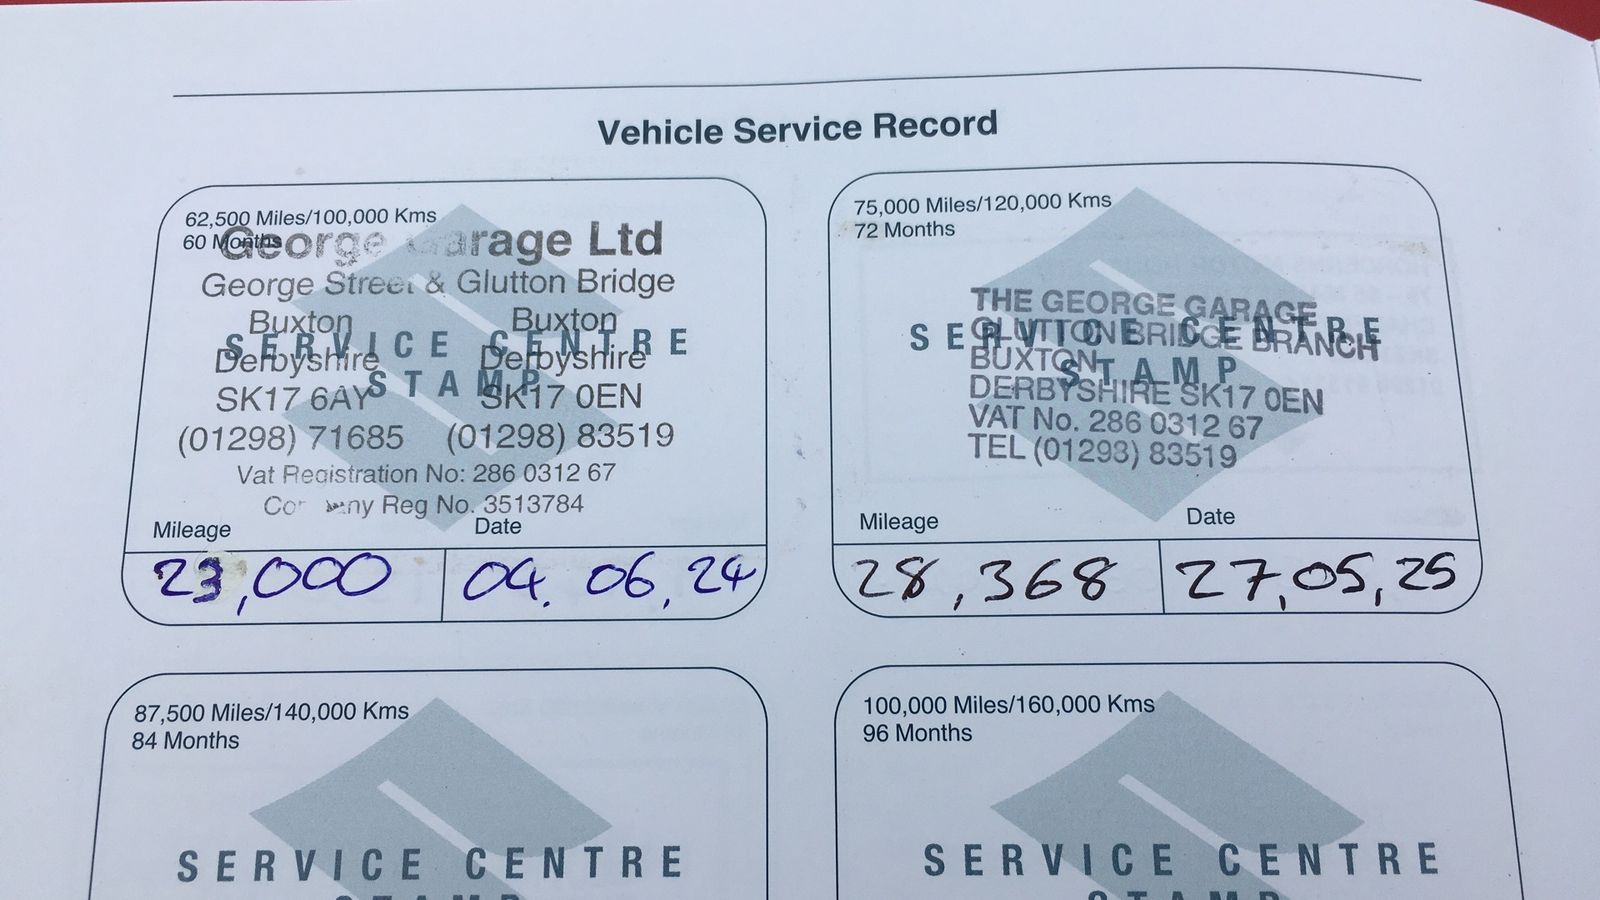 Vehicle Service Record
62,500 Miles/100,000 Kms
60 Months
George Garage Ltd
George Street & Glutton Bridge
Buxton Buxton
SERVICE CENTRE
Derbyshire Derbyshire
STAMP
SK17 6AY SK17 0EN
(01298) 71685 (01298) 83519
Vat Registration No: 286 0312 67
Company Reg No. 3513784
Mileage Date
23,000 04.06,24
75,000 Miles/120,000 Kms
72 Months
THE GEORGE GARAGE
SERVICE CENTRE
GLUTTON BRIDGE BRANCH
BUXTON
STAMP
DERBYSHIRE SK17 0EN
VAT No. 286 0312 67
TEL (01298) 83519
Mileage Date
28,368 27,05,25
87,500 Miles/140,000 Kms
84 Months
SERVICE CENTRE
STAMP
100,000 Miles/160,000 Kms
96 Months
SERVICE CENTRE
STAMP